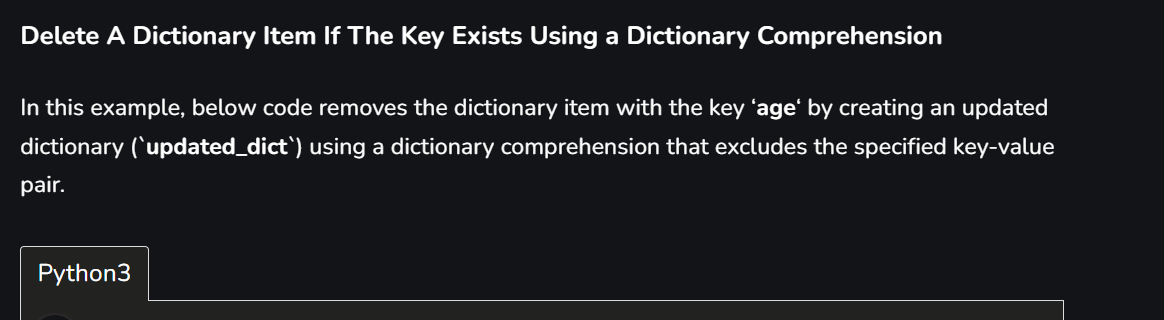 Delete A Dictionary Item If The Key Exists Using a Dictionary Comprehension
In this example, below code removes the dictionary item with the key ‘age‘ by creating an updated
dictionary (`updated_dict`) using a dictionary comprehension that excludes the specified key-value
pair.
Python3